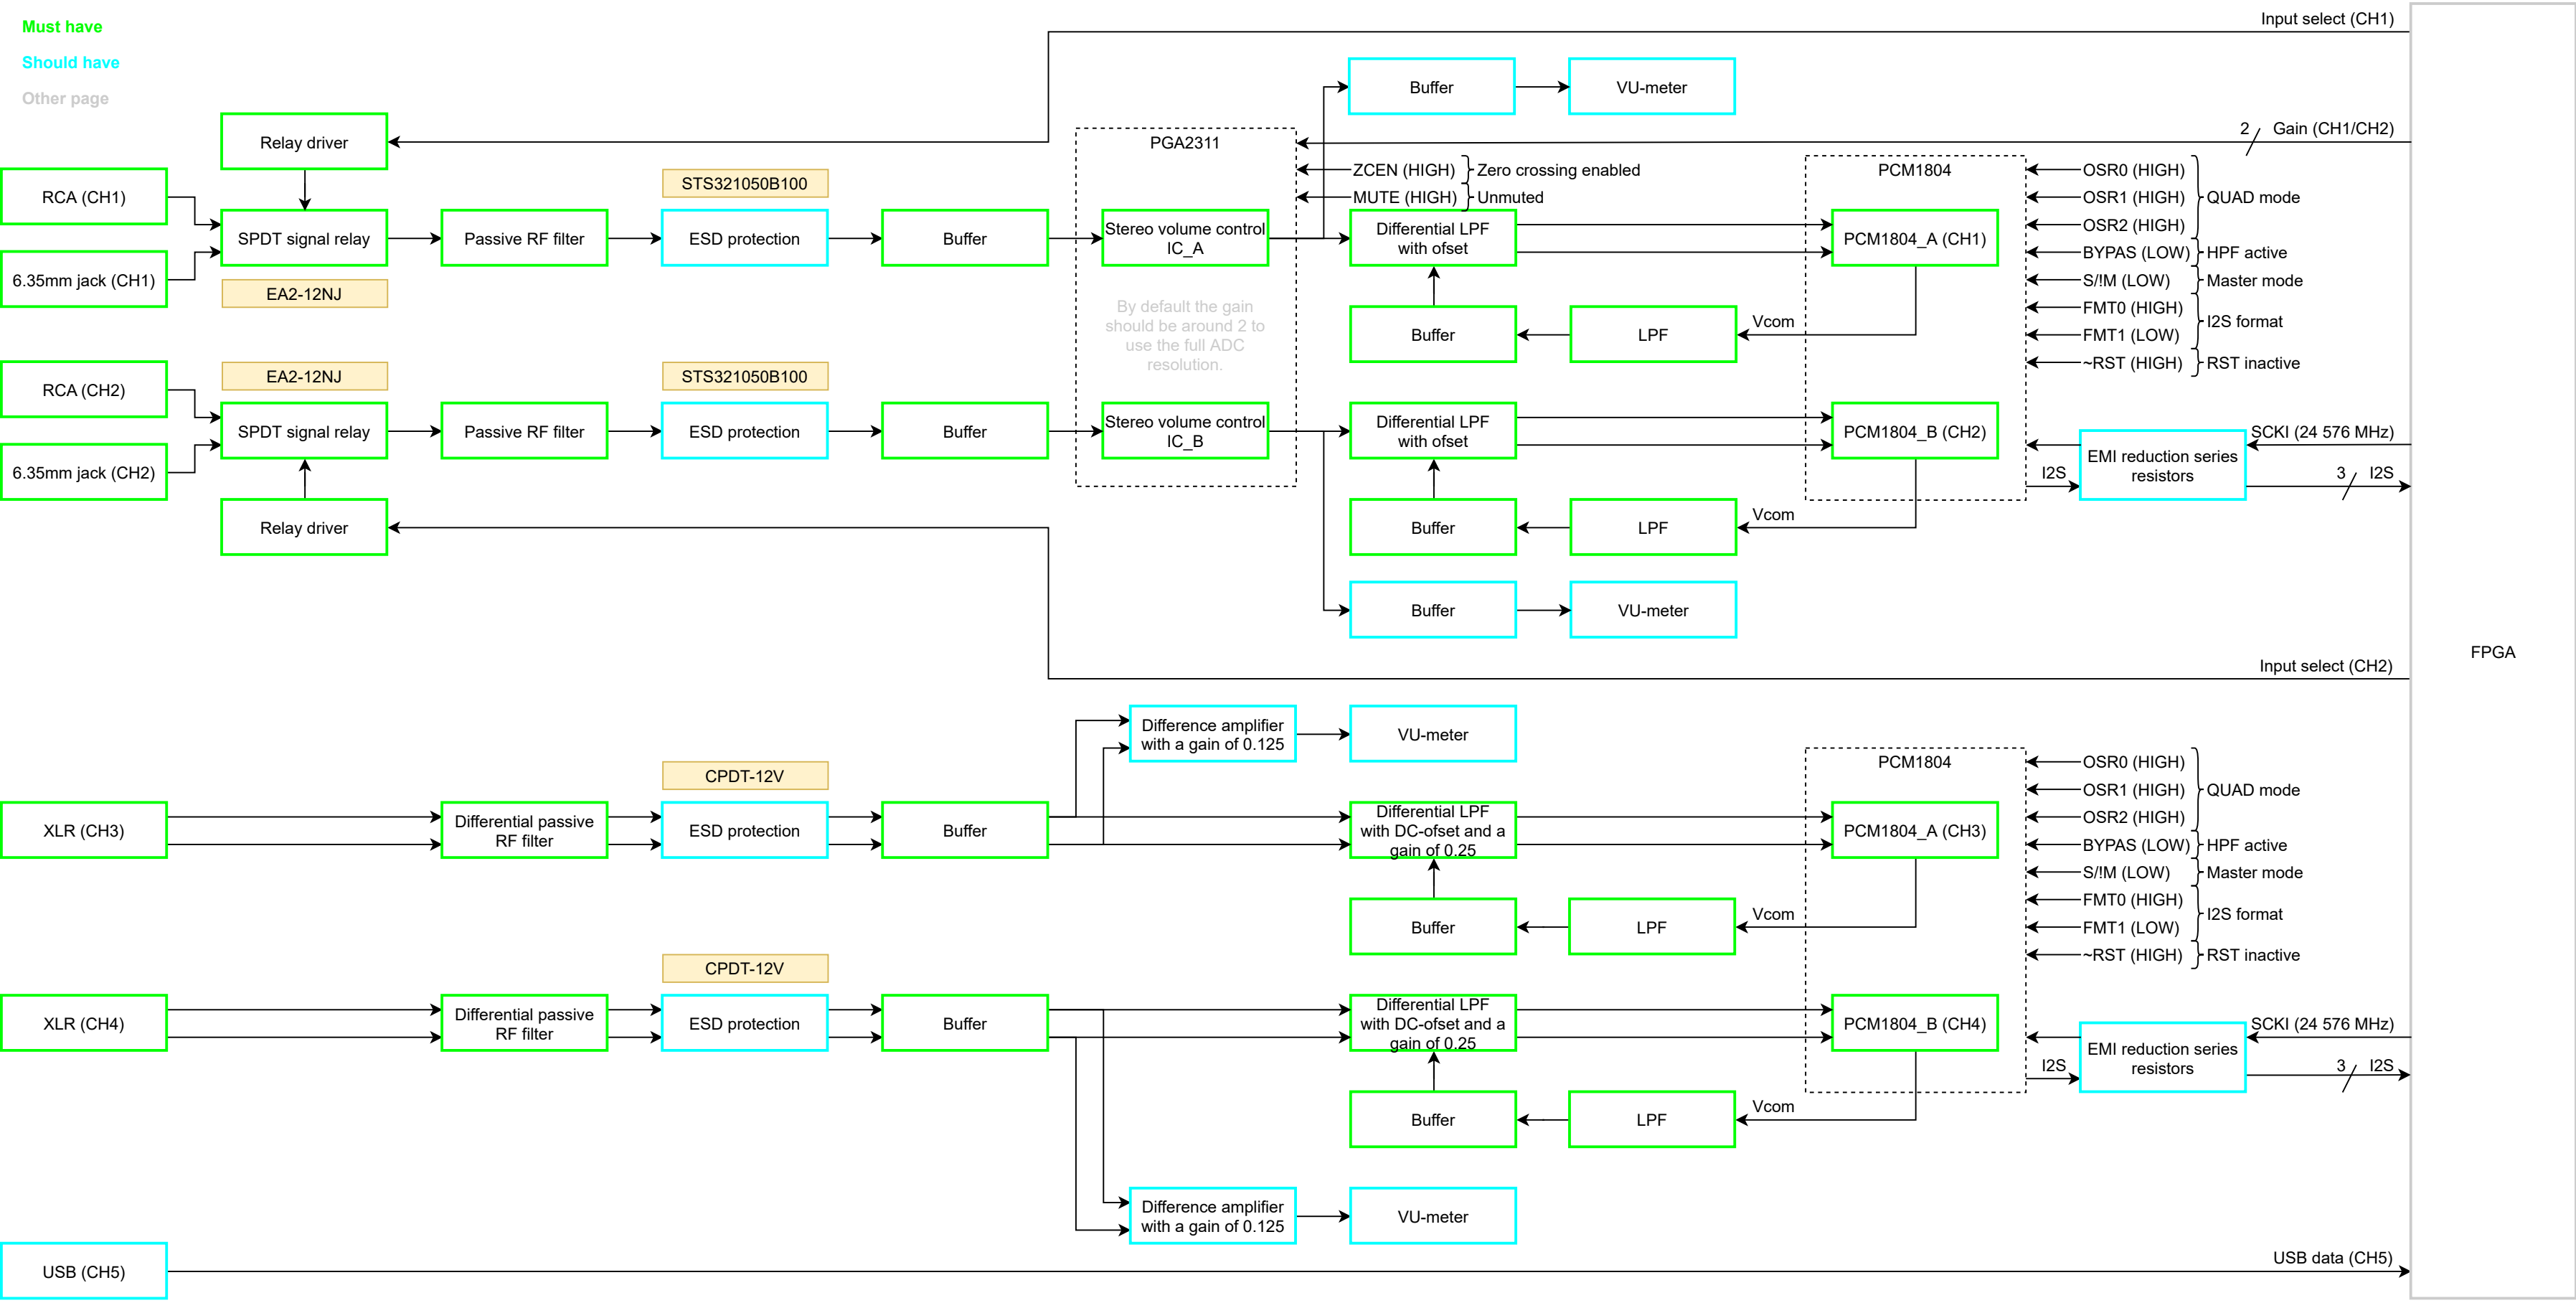 Must have
Should have
Other page
Input select (CH1)
Buffer
VU-meter
Relay driver
PGA2311
2
Gain (CH1/CH2)
ZCEN (HIGH)
Zero crossing enabled
MUTE (HIGH)
Unmuted
RCA (CH1)
6.35mm jack (CH1)
SPDT signal relay
EA2-12NJ
Passive RF filter
STS321050B100
ESD protection
Buffer
Stereo volume control
IC_A
By default the gain
should be around 2 to
use the full ADC
resolution.
Differential LPF
with ofset
Buffer
LPF
Vcom
PCM1804
PCM1804_A (CH1)
OSR0 (HIGH)
OSR1 (HIGH)
OSR2 (HIGH)
QUAD mode
BYPAS (LOW)
HPF active
S/!M (LOW)
Master mode
FMT0 (HIGH)
FMT1 (LOW)
I2S format
~RST (HIGH)
RST inactive
RCA (CH2)
6.35mm jack (CH2)
EA2-12NJ
SPDT signal relay
Relay driver
Passive RF filter
STS321050B100
ESD protection
Buffer
Stereo volume control
IC_B
Differential LPF
with ofset
Buffer
LPF
Vcom
PCM1804_B (CH2)
I2S
EMI reduction series
resistors
SCKI (24 576 MHz)
3
I2S
Buffer
VU-meter
FPGA
Input select (CH2)
Difference amplifier
with a gain of 0.125
VU-meter
XLR (CH3)
Differential passive
RF filter
CPDT-12V
ESD protection
Buffer
Differential LPF
with DC-ofset and a
gain of 0.25
Buffer
LPF
Vcom
PCM1804
PCM1804_A (CH3)
OSR0 (HIGH)
OSR1 (HIGH)
OSR2 (HIGH)
QUAD mode
BYPAS (LOW)
HPF active
S/!M (LOW)
Master mode
FMT0 (HIGH)
FMT1 (LOW)
I2S format
~RST (HIGH)
RST inactive
XLR (CH4)
Differential passive
RF filter
CPDT-12V
ESD protection
Buffer
Differential LPF
with DC-ofset and a
gain of 0.25
Buffer
LPF
Vcom
PCM1804_B (CH4)
I2S
EMI reduction series
resistors
SCKI (24 576 MHz)
3
I2S
Difference amplifier
with a gain of 0.125
VU-meter
USB (CH5)
USB data (CH5)